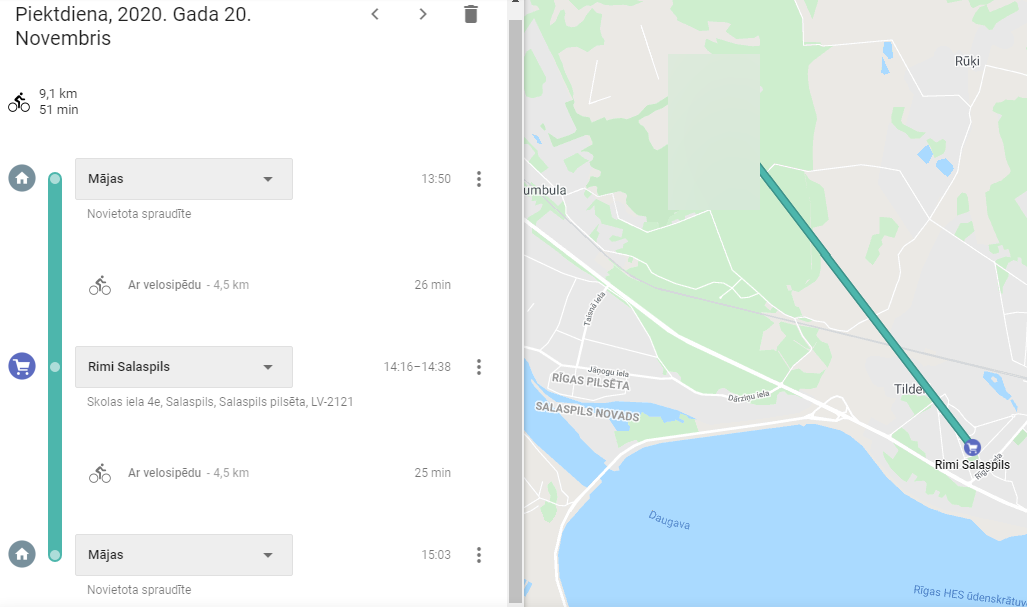 Piektdiena, 2020. Gada 20.
Novembris
9,1 km
51 min
Mājas
13:50
Novietota spraudīte
Ar velosipēdu - 4,5 km
26 min
Rimi Salaspils
14:16–14:38
Skolas iela 4e, Salaspils, Salaspils pilsēta, LV-2121
Ar velosipēdu - 4,5 km
25 min
Mājas
15:03
Novietota spraudīte
Rūķi
umbula
Taisnā iela
Jāņogu iela
RĪGAS PILSĒTA
Dārziņu iela
SALASPILS NOVADS
Tilde
Rimi Salaspils
Daugava
Rīgas HES ūdenskrātuv